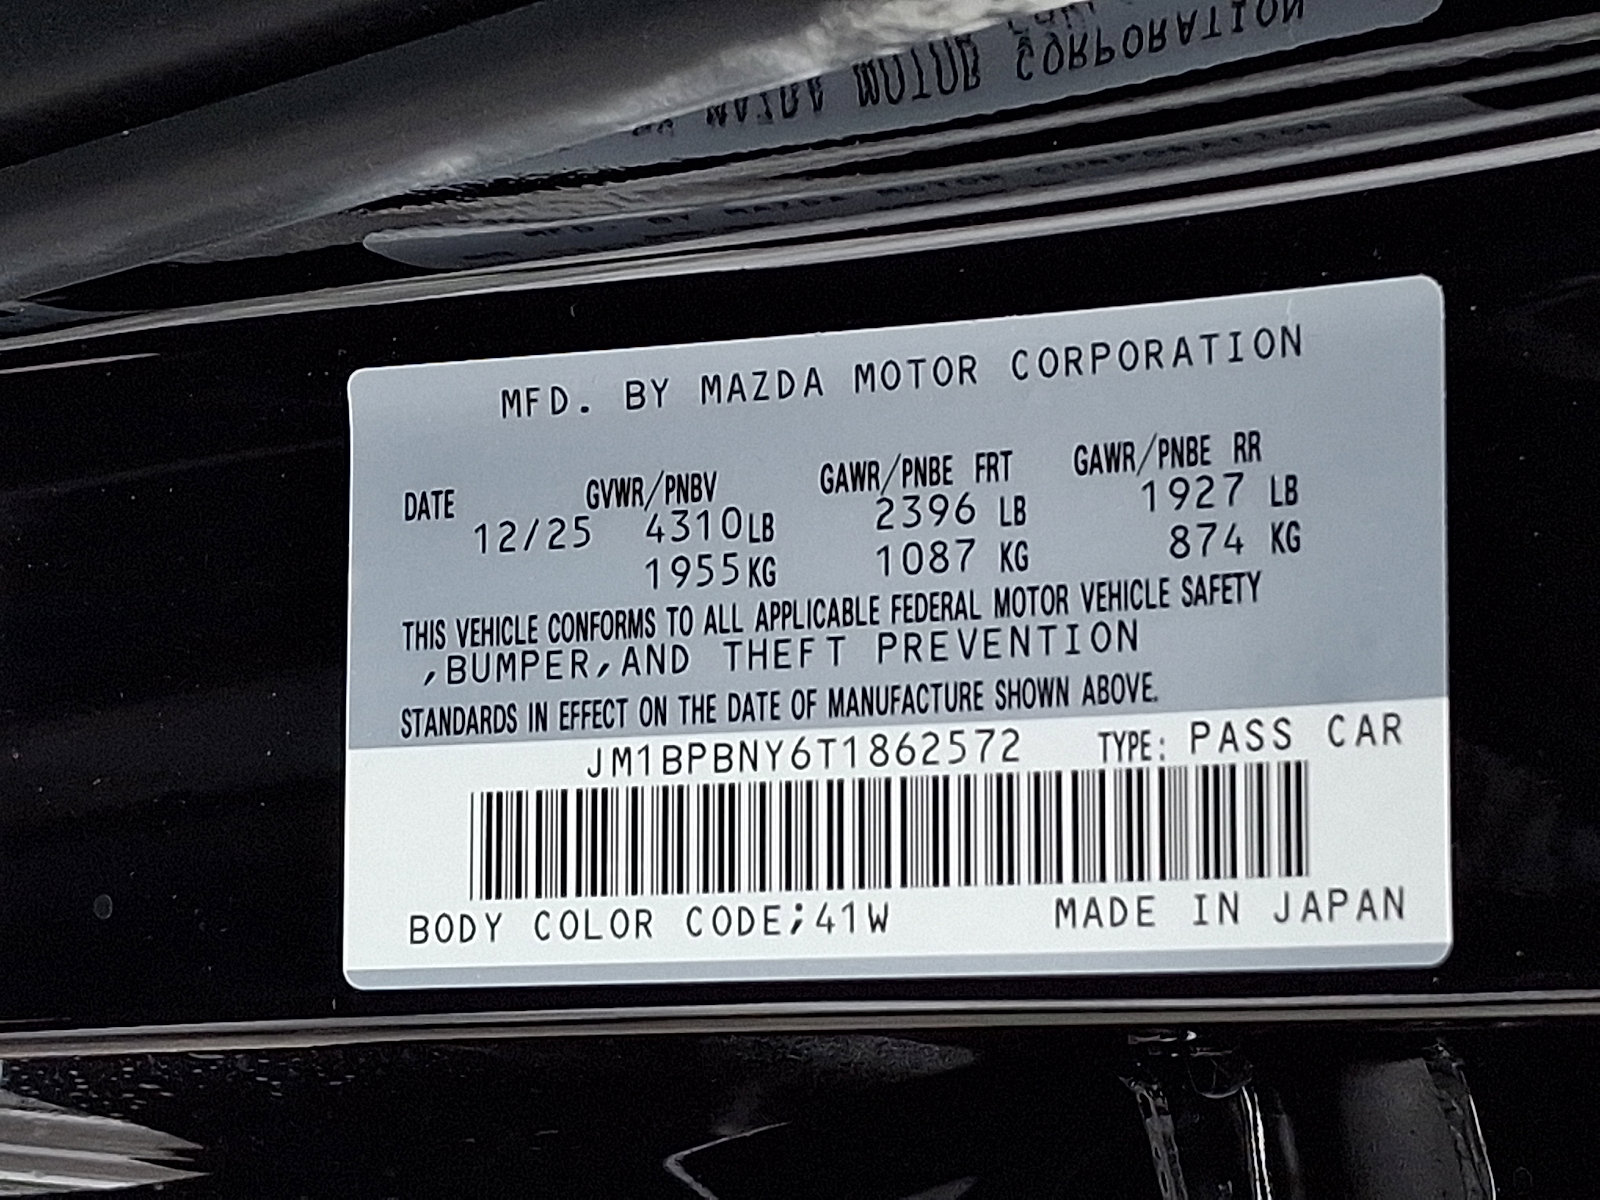 MFD. BY MAZDA MOTOR CORPORATION
DATE GVWR/PNBV GAWR/PNBE FRT GAWR/PNBE RR
12/25 4310LB 2396 LB 1927 LB
1955KG 1087 KG 874 KG
THIS VEHICLE CONFORMS TO ALL APPLICABLE FEDERAL MOTOR VEHICLE SAFETY
,BUMPER,AND THEFT PREVENTION
STANDARDS IN EFFECT ON THE DATE OF MANUFACTURE SHOWN ABOVE.
JM1BPBNY6T1862572 TYPE: PASS CAR
BODY COLOR CODE;41W MADE IN JAPAN